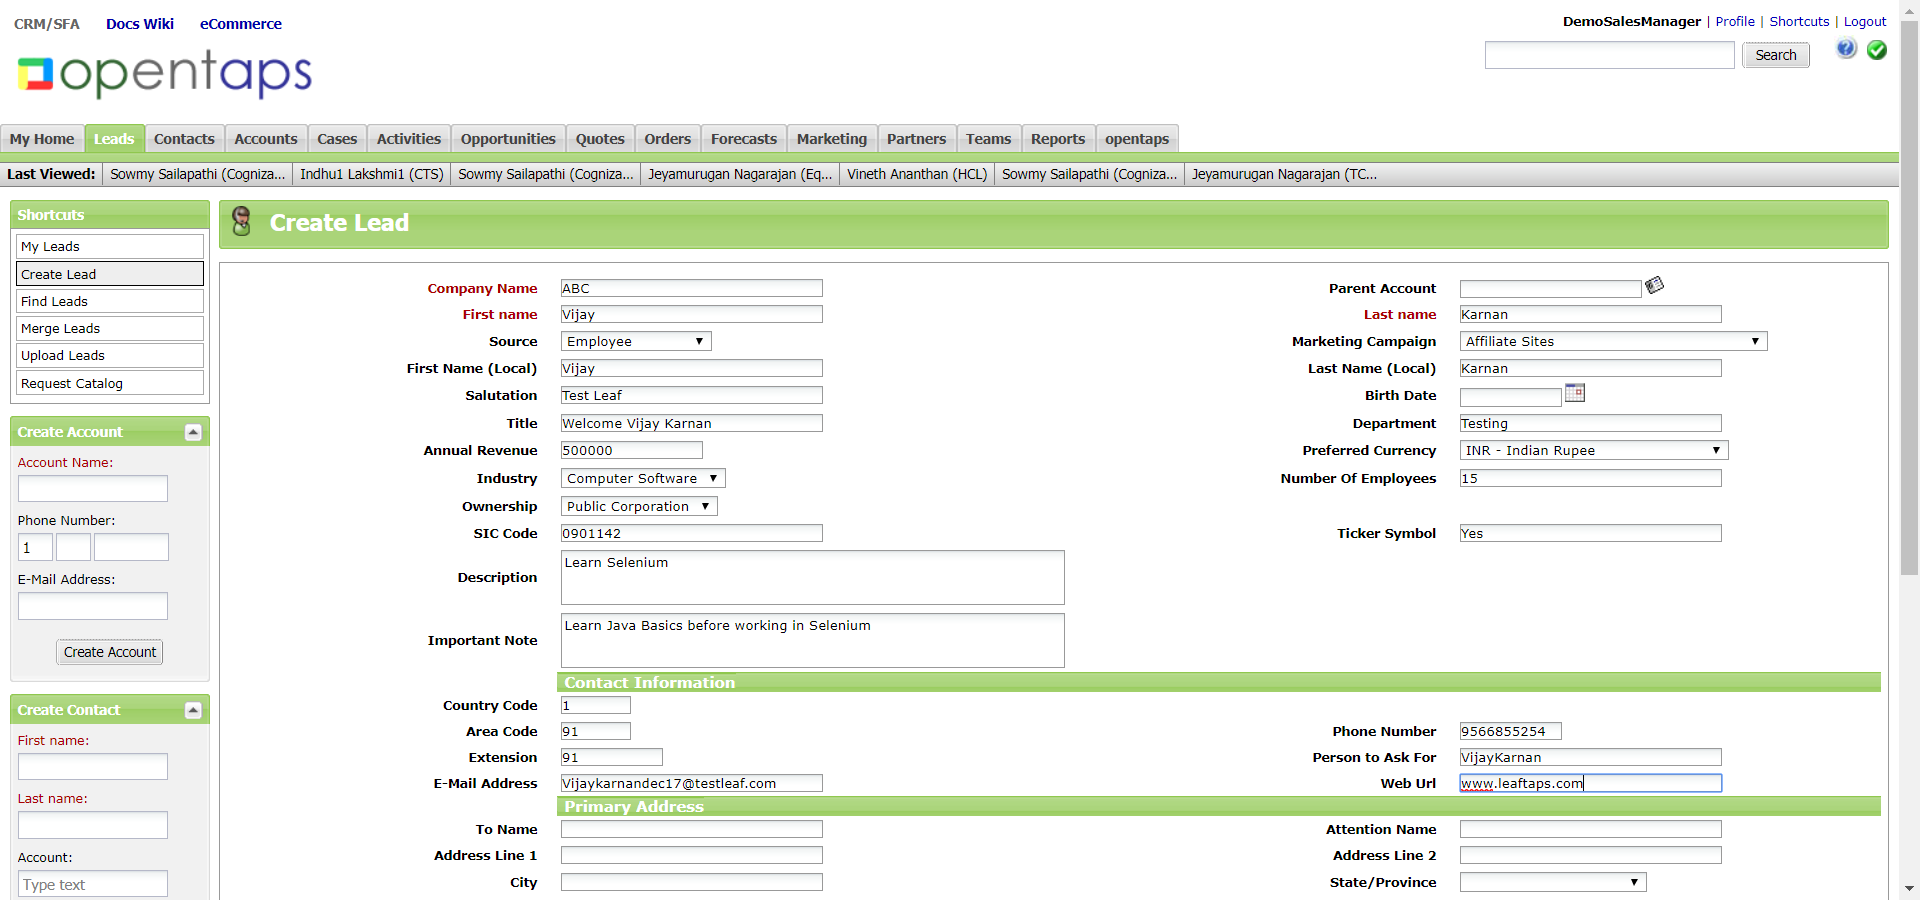 CRM/SFA Docs Wiki eCommerce
DemoSalesManager | Profile | Shortcuts | Logout
opentaps
Search
My Home Leads Contacts Accounts Cases Activities Opportunities Quotes Orders Forecasts Marketing Partners Teams Reports opentaps
Last Viewed: Sowmy Sailapathi (Cogniza... Indhu1 Lakshmi1 (CTS) Sowmy Sailapathi (Cogniza... Jeyamurugan Nagarajan (Eq... Vineth Ananthan (HCL) Sowmy Sailapathi (Cogniza... Jeyamurugan Nagarajan (TC...
Shortcuts
My Leads
Create Lead
Find Leads
Merge Leads
Upload Leads
Request Catalog
Create Account
Account Name:
Phone Number:
1
E-Mail Address:
Create Account
Create Contact
First name:
Last name:
Account:
Type text
Create Lead
Company Name ABC Parent Account
First name Vijay Last name Karnan
Source Employee Marketing Campaign Affiliate Sites
First Name (Local) Vijay Last Name (Local) Karnan
Salutation Test Leaf Birth Date
Title Welcome Vijay Karnan Department Testing
Annual Revenue 500000 Preferred Currency INR - Indian Rupee
Industry Computer Software Number Of Employees 15
Ownership Public Corporation
SIC Code 0901142 Ticker Symbol Yes
Description Learn Selenium
Important Note Learn Java Basics before working in Selenium
Contact Information
Country Code 1
Area Code 91 Phone Number 9566855254
Extension 91 Person to Ask For VijayKarnan
E-Mail Address Vijaykarnandec17@testleaf.com Web Url www.leaftaps.com
Primary Address
To Name Attention Name
Address Line 1 Address Line 2
City State/Province